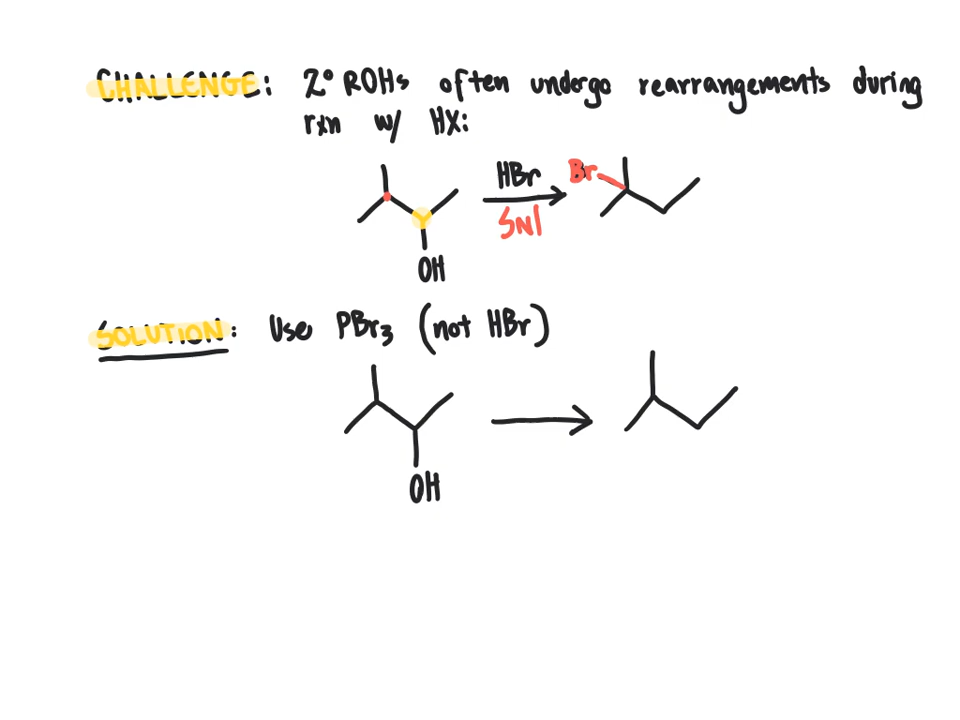 CHALLENGE: 2° ROHs often undergo rearrangements during
rxn w/ HX:
HBr
Br
SN1
OH
SOLUTION: Use PBr₃ (not HBr)
OH